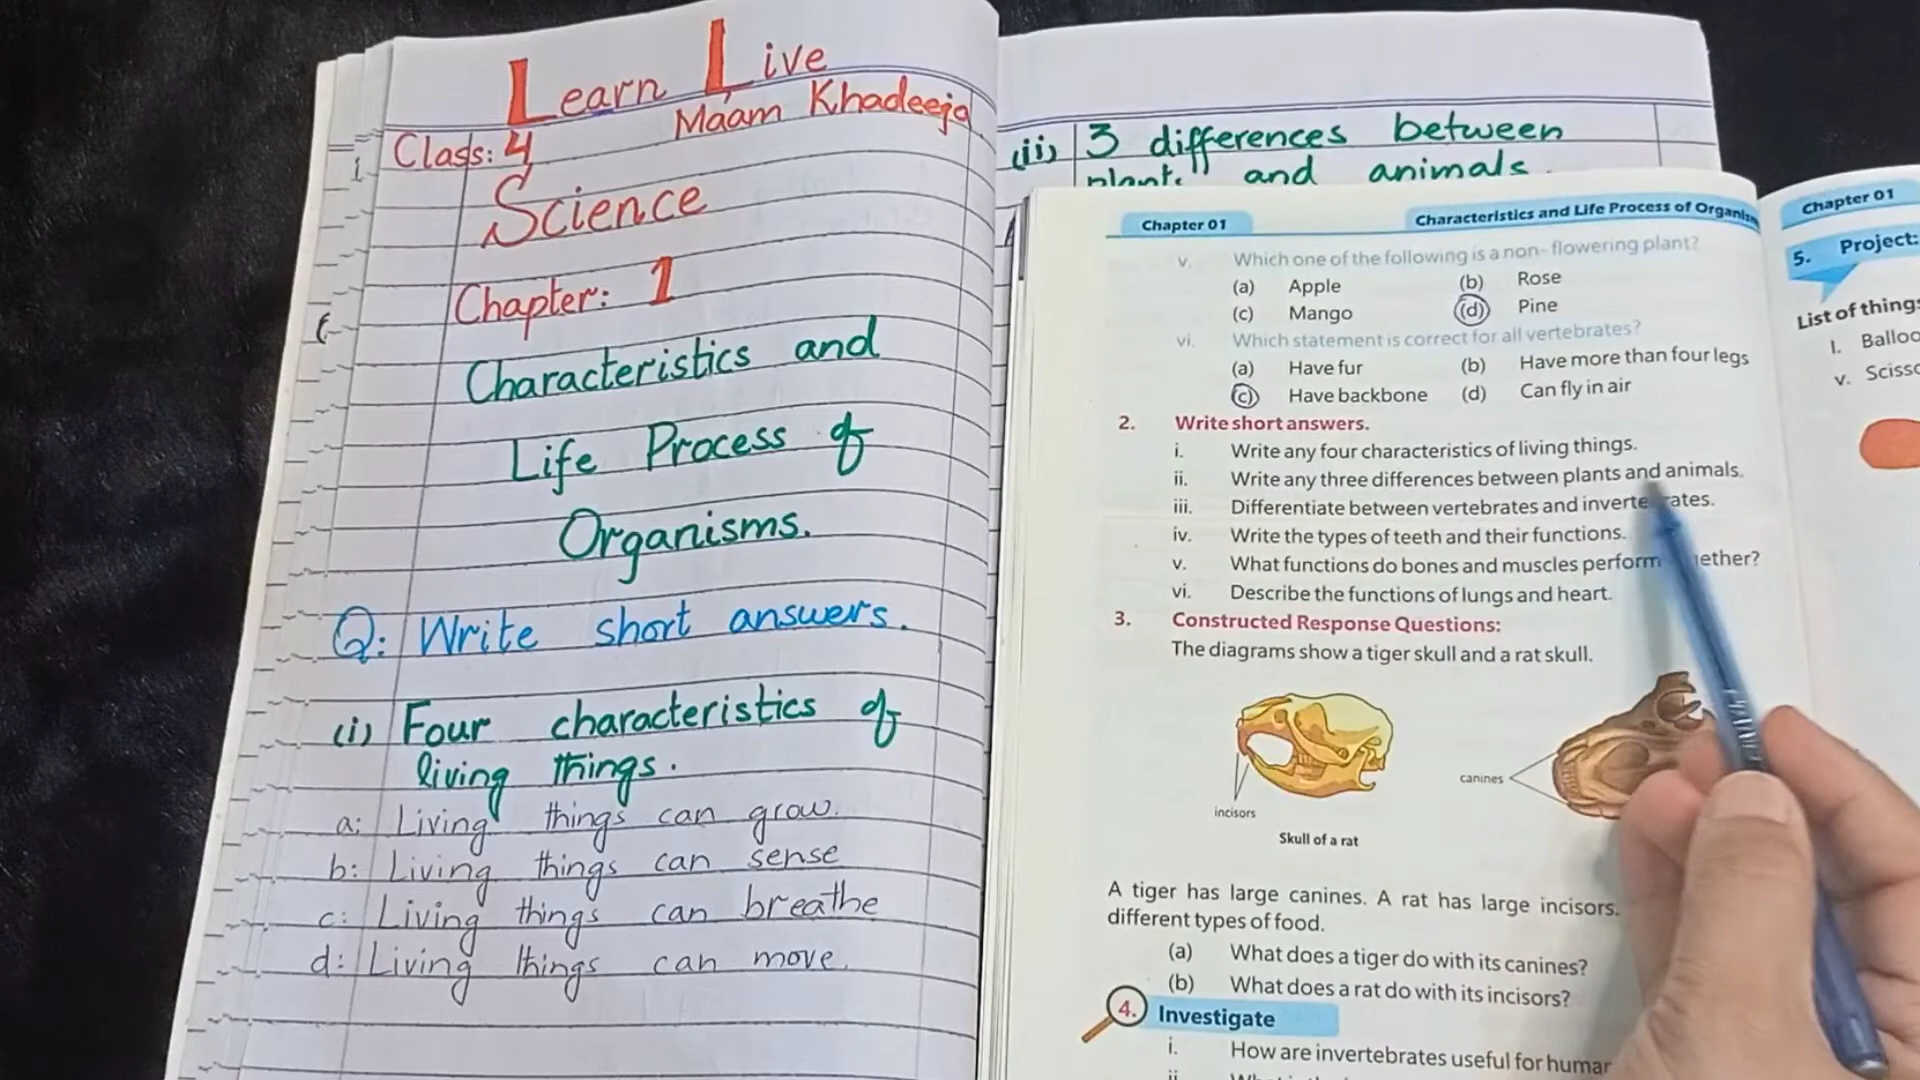 Learn Live
Ma'am Khadeeja
Class: 4
Science
Chapter: 1
Characteristics and
Life Process of
Organisms.
Q: Write short answers.
(i) Four characteristics of
living things.
a: Living things can grow.
b: Living things can sense
c: Living things can breathe
d: Living things can move.
(ii) 3 differences between
plants and animals.
Chapter 01
Characteristics and Life Process of
v. Which one of the following is a non-flowering plant?
(a) Apple (b) Rose
(c) Mango (d) Pine
vi. Which statement is correct for all vertebrates?
(a) Have fur (b) Have more than four legs
(c) Have backbone (d) Can fly in air
2. Write short answers.
i. Write any four characteristics of living things.
ii. Write any three differences between plants and animals.
iii. Differentiate between vertebrates and
iv. Write the types of teeth and their functions.
v. What functions do bones and muscles perform
vi. Describe the functions of lungs and heart.
3. Constructed Response Questions:
The diagrams show a tiger skull and a rat skull.
incisors
canines
Skull of a rat
A tiger has large canines. A rat has large incisors.
different types of food.
(a) What does a tiger do with its canines?
(b) What does a rat do with its incisors?
4. Investigate
i. How are invertebrates useful for
ii.
Chapter 01
5. Project:
List of
I.
v.